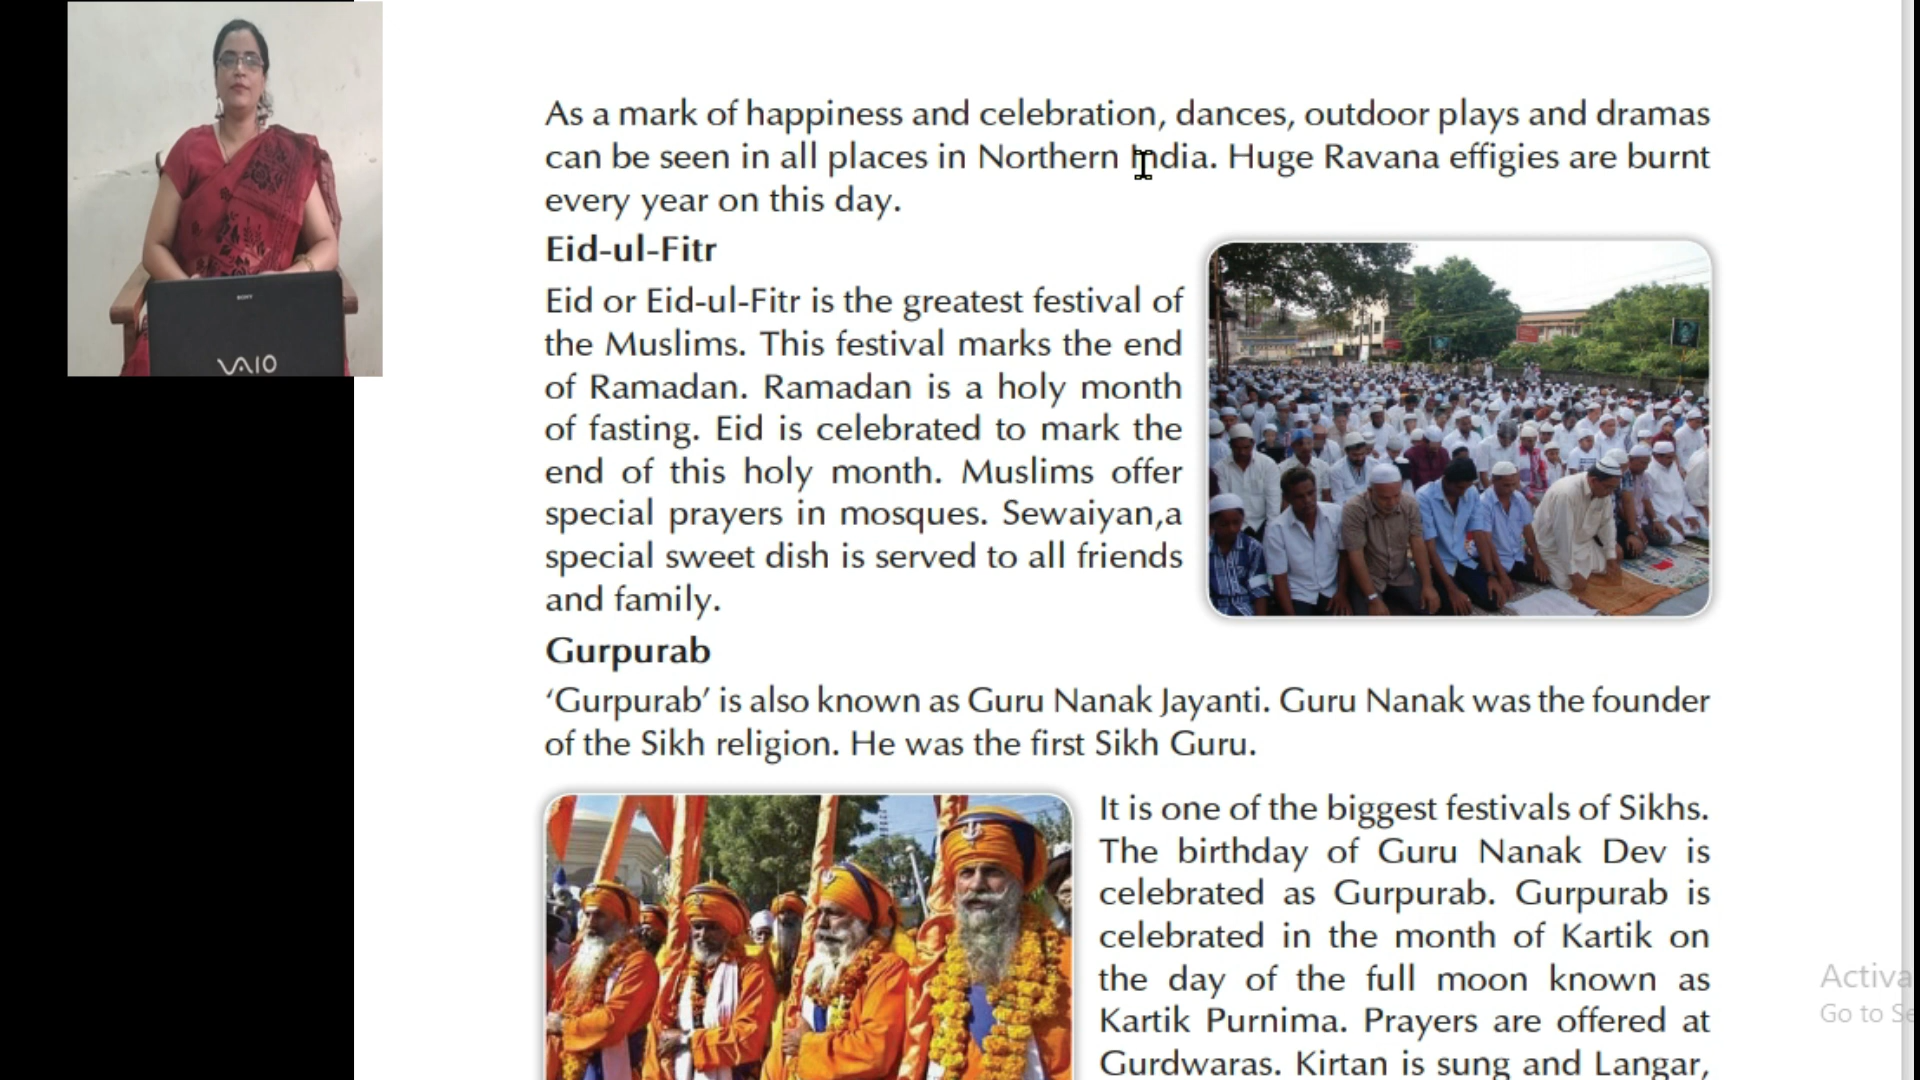 As a mark of happiness and celebration, dances, outdoor plays and dramas
can be seen in all places in Northern India. Huge Ravana effigies are burnt
every year on this day.
Eid-ul-Fitr
Eid or Eid-ul-Fitr is the greatest festival of
the Muslims. This festival marks the end
of Ramadan. Ramadan is a holy month
of fasting. Eid is celebrated to mark the
end of this holy month. Muslims offer
special prayers in mosques. Sewaiyan,a
special sweet dish is served to all friends
and family.
Gurpurab
‘Gurpurab’ is also known as Guru Nanak Jayanti. Guru Nanak was the founder
of the Sikh religion. He was the first Sikh Guru.
It is one of the biggest festivals of Sikhs.
The birthday of Guru Nanak Dev is
celebrated as Gurpurab. Gurpurab is
celebrated in the month of Kartik on
the day of the full moon known as
Kartik Purnima. Prayers are offered at
Gurdwaras. Kirtan is sung and Langar,
SONY
VAIO
Activa
Go to Se